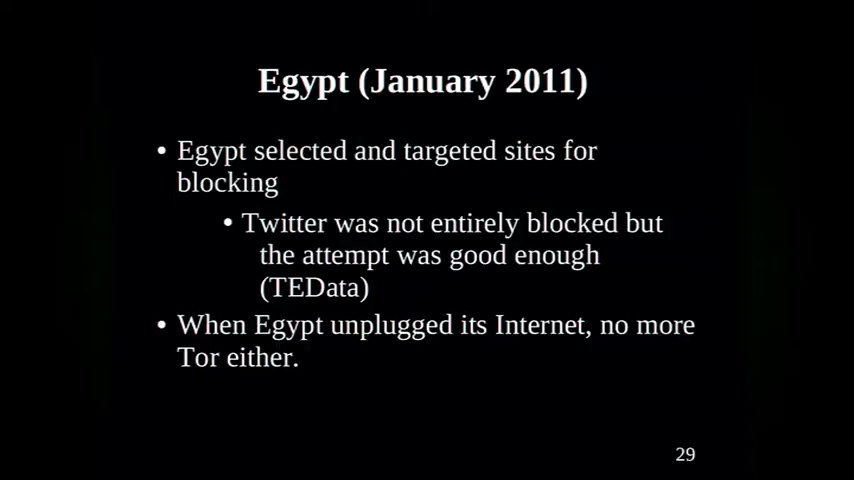 Egypt (January 2011)
• Egypt selected and targeted sites for
blocking
• Twitter was not entirely blocked but
the attempt was good enough
(TEData)
• When Egypt unplugged its Internet, no more
Tor either.
29